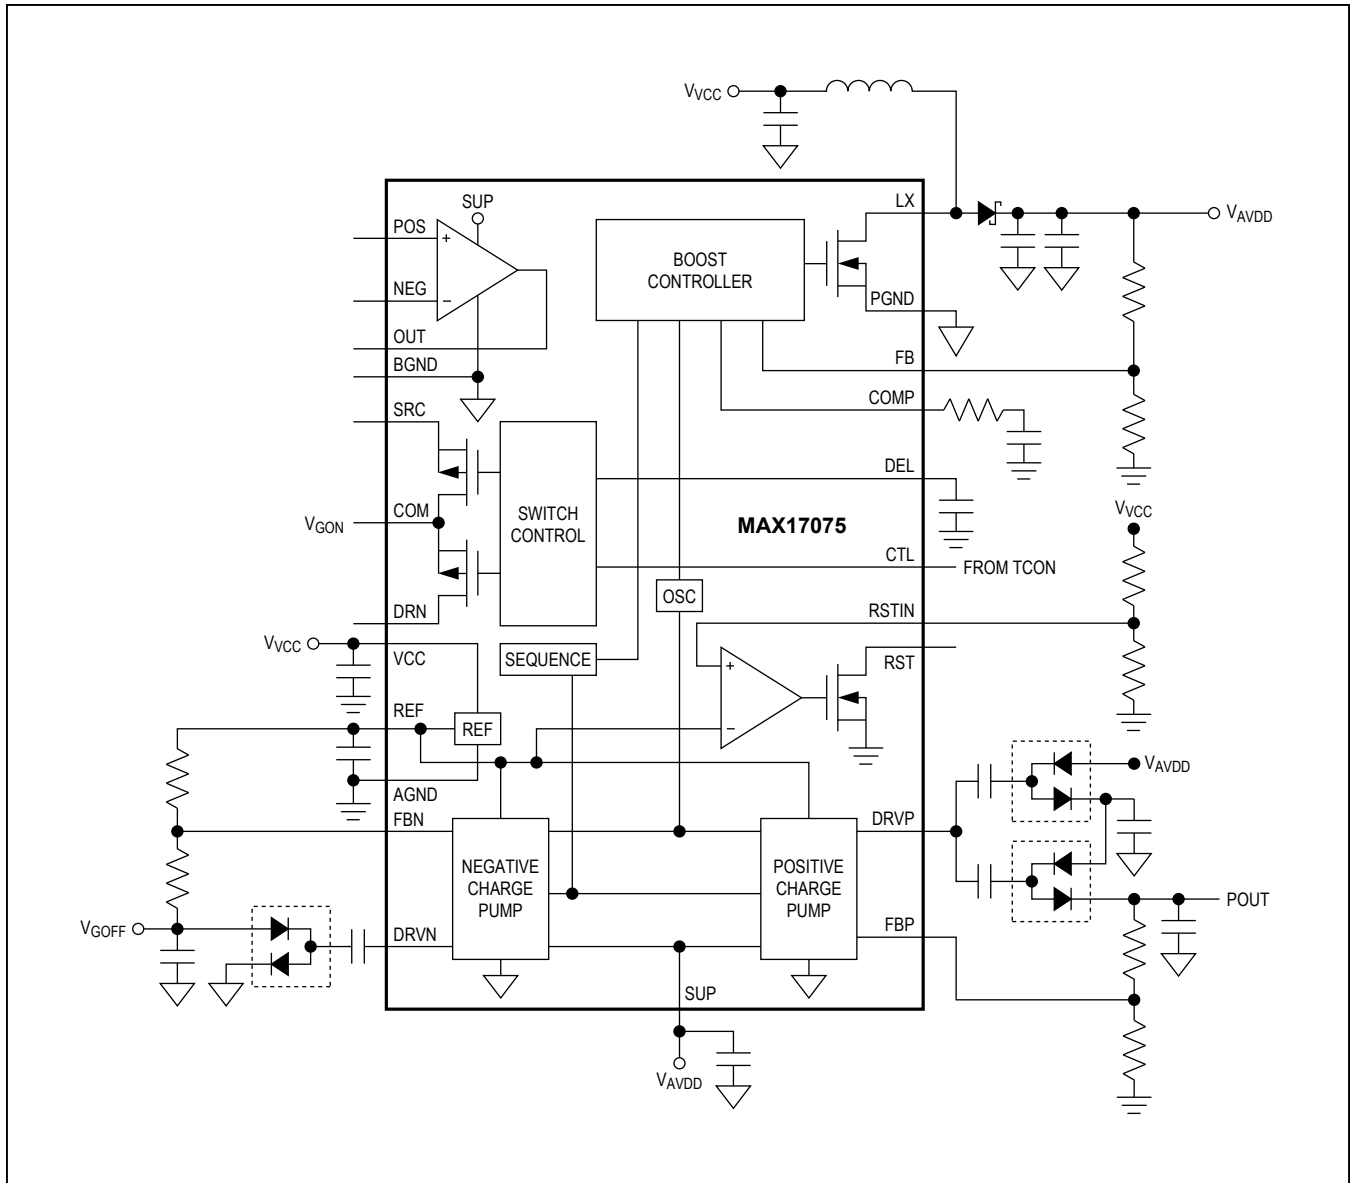 VVCC
LX
VAVDD
SUP
POS
+
BOOST
CONTROLLER
NEG
−
PGND
OUT
BGND
FB
COMP
SRC
DEL
VVCC
COM
VGON
SWITCH
CONTROL
MAX17075
CTL
FROM TCON
OSC
DRN
RSTIN
VVCC
VCC
SEQUENCE
+
RST
REF
REF
−
VAVDD
AGND
FBN
DRVP
NEGATIVE
CHARGE
PUMP
POSITIVE
CHARGE
PUMP
POUT
VGOFF
DRVN
FBP
SUP
VAVDD